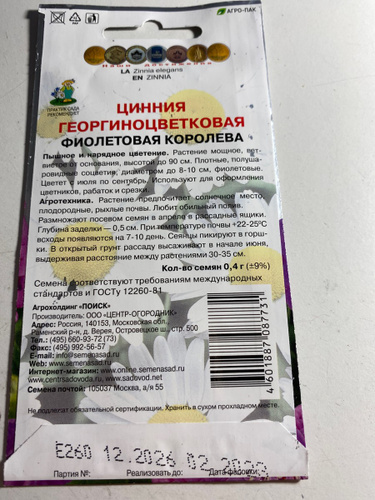 АГРО-ПАК
Наши достижения
LA Zinnia elegans
EN ZINNIA
ПРАКТИКСАДА
РЕКОМЕНДУЕТ
ЦИННИЯ
ГЕОРГИНОЦВЕТКОВАЯ
ФИОЛЕТОВАЯ КОРОЛЕВА
Пышное и нарядное цветение. Растение мощное, вет-
вистое от основания, высотой до 90 см. Плотные, полуша-
ровидные соцветия, диаметром до 8-10 см, фиолетовые.
Цветет с июля по сентябрь. Используют для оформления
цветников, рабаток и срезки.
Агротехника. Растение предпочитает солнечное место,
плодородные, рыхлые почвы. Любит обильный полив.
Размножают посевом семян в апреле в рассадные ящики.
Глубина заделки — 0,5 см. При температуре почвы +22-25°С
всходы появляются на 7-10 день. Сеянцы пикируют в горш-
ки. В открытый грунт рассаду высаживают в начале июня,
выдерживая расстояние между растениями 30-35 см.
Кол-во семян 0,4 г (±9%)
Семена соответствуют требованиям международных
стандартов и ГОСТу 12260-81
Агрохолдинг "ПОИСК"
Производитель: ООО "ЦЕНТР-ОГОРОДНИК"
Адрес: Россия, 140153, Московская обл.,
Раменский р-н, д. Верея, Островецкое ш., стр. 500
Тел.: (495) 660-93-72 (73)
Факс: (495) 992-56-57
E-mail: info@semenasad.ru
Web: www.semenasad.ru
Интернет-магазин: www.online.semenasad.ru
www.centrsadovoda.ru, www.sadovod.net
Семена почтой: 105037 Москва, а/я 55
4601887087731
Не подлежат обязательной сертификации. Хранить в сухом прохладном месте.
Е260 12.2026 02.2023
Партия №: Реализовать до: Дата фасовки: